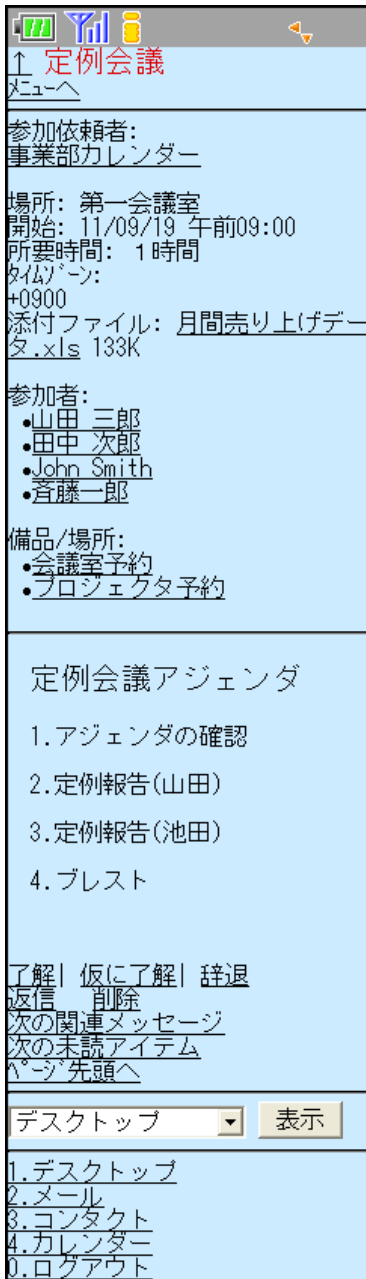 ↑ 定例会議
ﾒﾆｭｰへ
参加依頼者:
事業部カレンダー
場所: 第一会議室
開始: 11/09/19 午前09:00
所要時間: 1時間
ﾀｲﾑｿﾞｰﾝ:
+0900
添付ファイル: 月間売り上げデー
タ.xls 133K
参加者:
•山田 三郎
•田中 次郎
•John Smith
•斉藤一郎
備品/場所:
•会議室予約
•プロジェクタ予約
定例会議アジェンダ
1.アジェンダの確認
2.定例報告(山田)
3.定例報告(池田)
4.ブレスト
了解| 仮に了解| 辞退
返信 削除
次の関連メッセージ
次の未読アイテム
ﾍﾟｰｼﾞ先頭へ
デスクトップ 表示
1.デスクトップ
2.メール
3.コンタクト
4.カレンダー
0.ログアウト